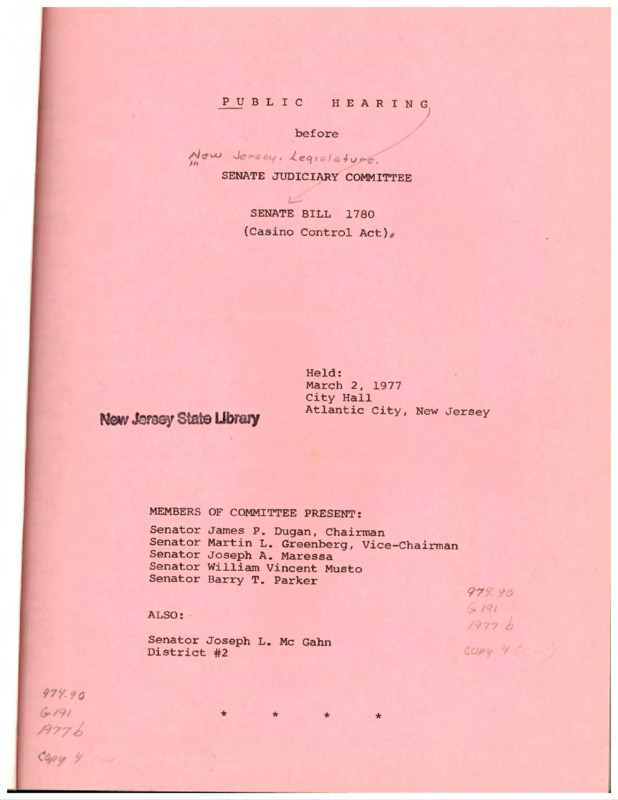 PUBLIC HEARING
before
New Jersey. Legislature.
SENATE JUDICIARY COMMITTEE
SENATE BILL 1780
(Casino Control Act).
Held:
March 2, 1977
City Hall
Atlantic City, New Jersey
New Jersey State Library
MEMBERS OF COMMITTEE PRESENT:
Senator James P. Dugan, Chairman
Senator Martin L. Greenberg, Vice-Chairman
Senator Joseph A. Maressa
Senator William Vincent Musto
Senator Barry T. Parker
974.90
G191
1977b
copy 4
ALSO:
Senator Joseph L. Mc Gahn
District #2
974.90
G191
1977b
Copy 4
* * * *